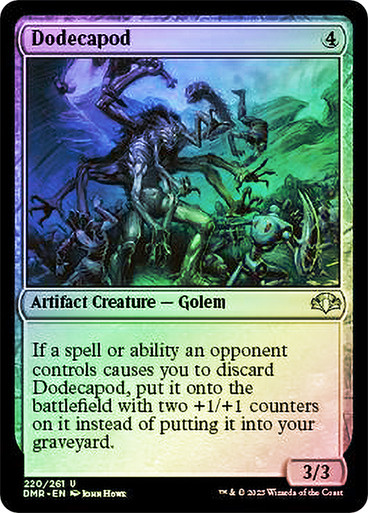 Dodecapod 4
Artifact Creature — Golem
If a spell or ability an opponent
controls causes you to discard
Dodecapod, put it onto the
battlefield with two +1/+1 counters
on it instead of putting it into your
graveyard.
3/3
220/261 U
DMR • EN John Howe
™ & © 2023 Wizards of the Coast